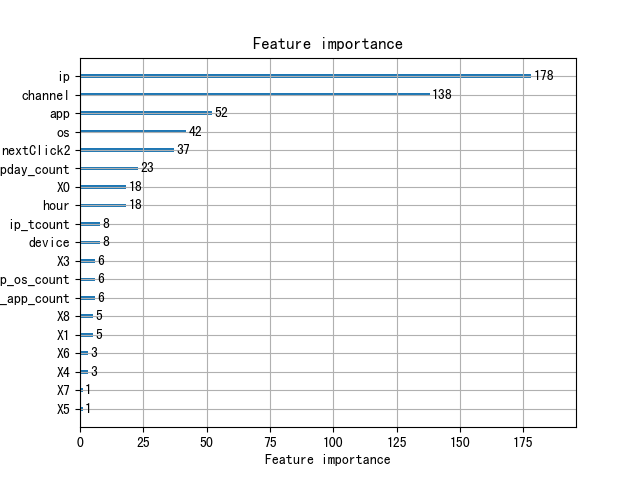 Feature importance
ip 178
channel 138
app 52
os 42
nextClick2 37
pday_count 23
X0 18
hour 18
ip_tcount 8
device 8
X3 6
p_os_count 6
_app_count 6
X8 5
X1 5
X6 3
X4 3
X7 1
X5 1
0 25 50 75 100 125 150 175
Feature importance